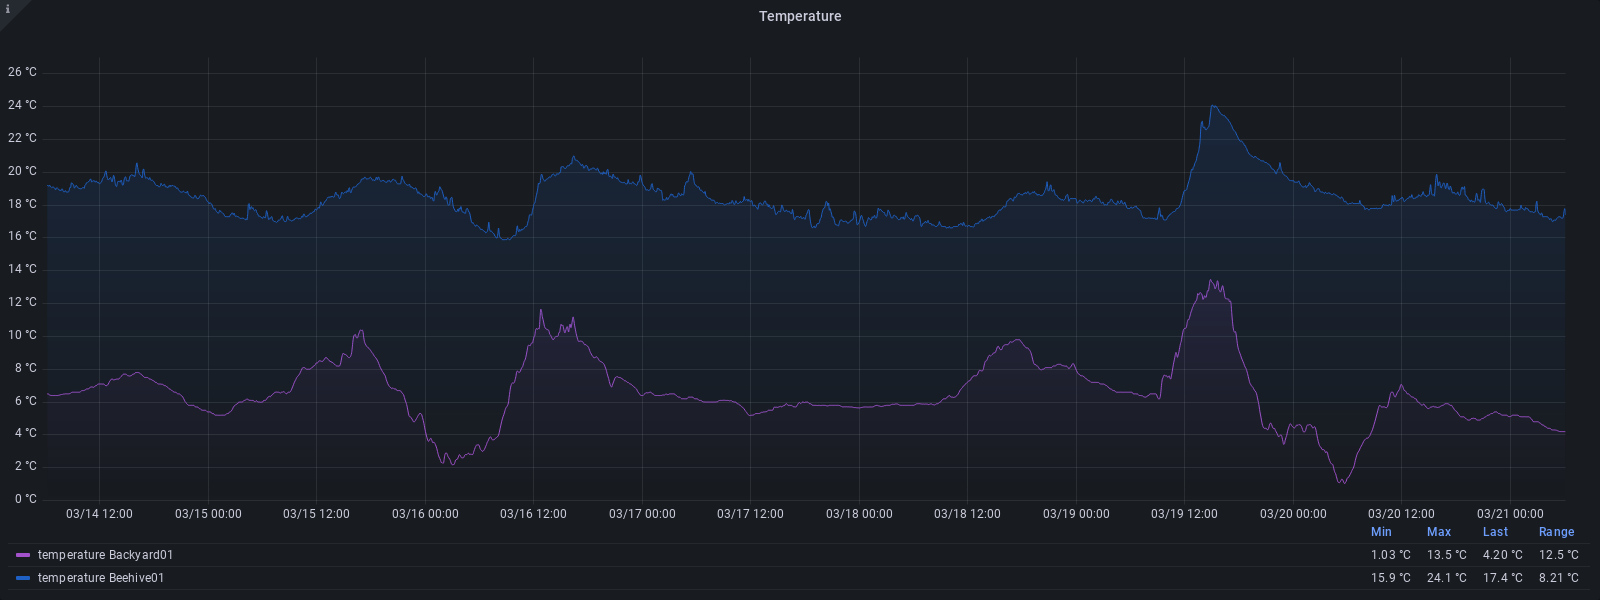 i
Temperature
26 °C
24 °C
22 °C
20 °C
18 °C
16 °C
14 °C
12 °C
10 °C
8 °C
6 °C
4 °C
2 °C
0 °C
03/14 12:00 03/15 00:00 03/15 12:00 03/16 00:00 03/16 12:00 03/17 00:00 03/17 12:00 03/18 00:00 03/18 12:00 03/19 00:00 03/19 12:00 03/20 00:00 03/20 12:00 03/21 00:00
Min Max Last Range
temperature Backyard01 1.03 °C 13.5 °C 4.20 °C 12.5 °C
temperature Beehive01 15.9 °C 24.1 °C 17.4 °C 8.21 °C